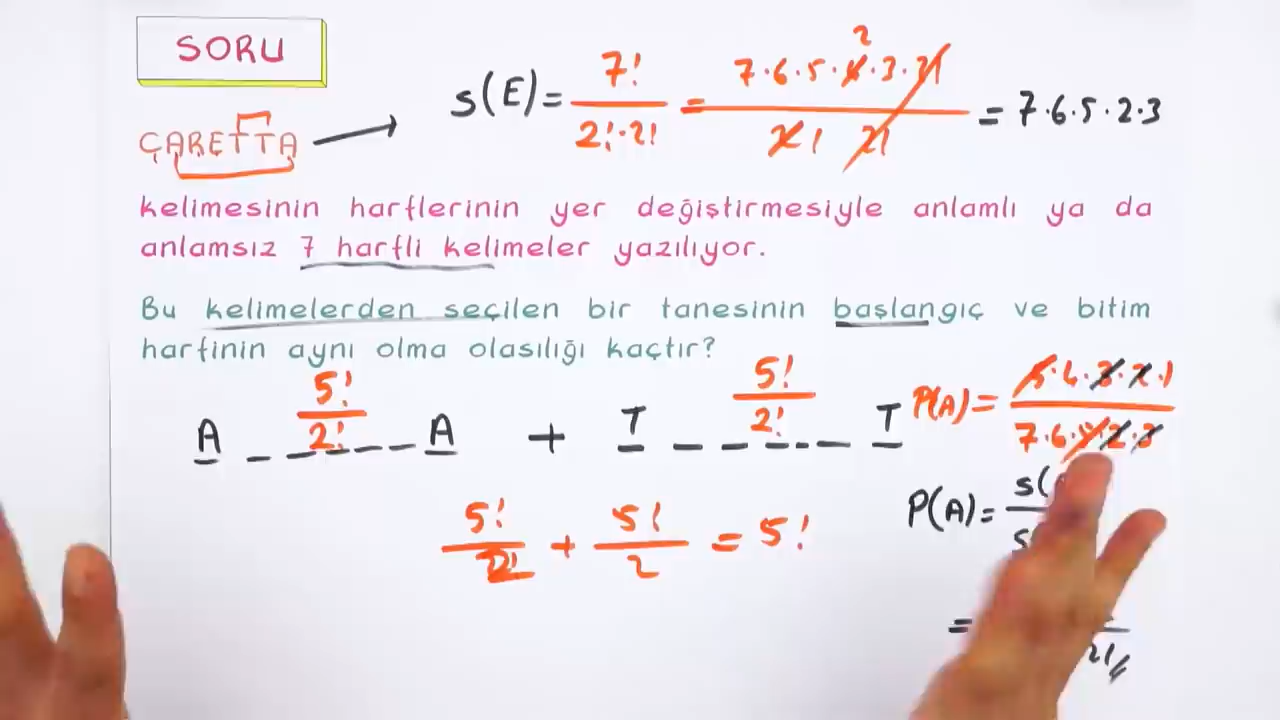 SORU
s(E) = 7! / 2!·2! = 7·6·5·4·3·2! / 2! 2! = 7·6·5·2·3
2
ÇARETTA
kelimesinin harflerinin yer değiştirmesiyle anlamlı ya da
anlamsız 7 harfli kelimeler yazılıyor.
Bu kelimelerden seçilen bir tanesinin başlangıç ve bitim
harfinin aynı olma olasılığı kaçtır?
A _ _ _ _ _ A + T _ _ _ _ _ T
5!/2! 5!/2!
P(A) = 5·4·3·2·1 / 7·6·5·2·3
5!/2! + 5!/2 = 5!
P(A) =
=
21